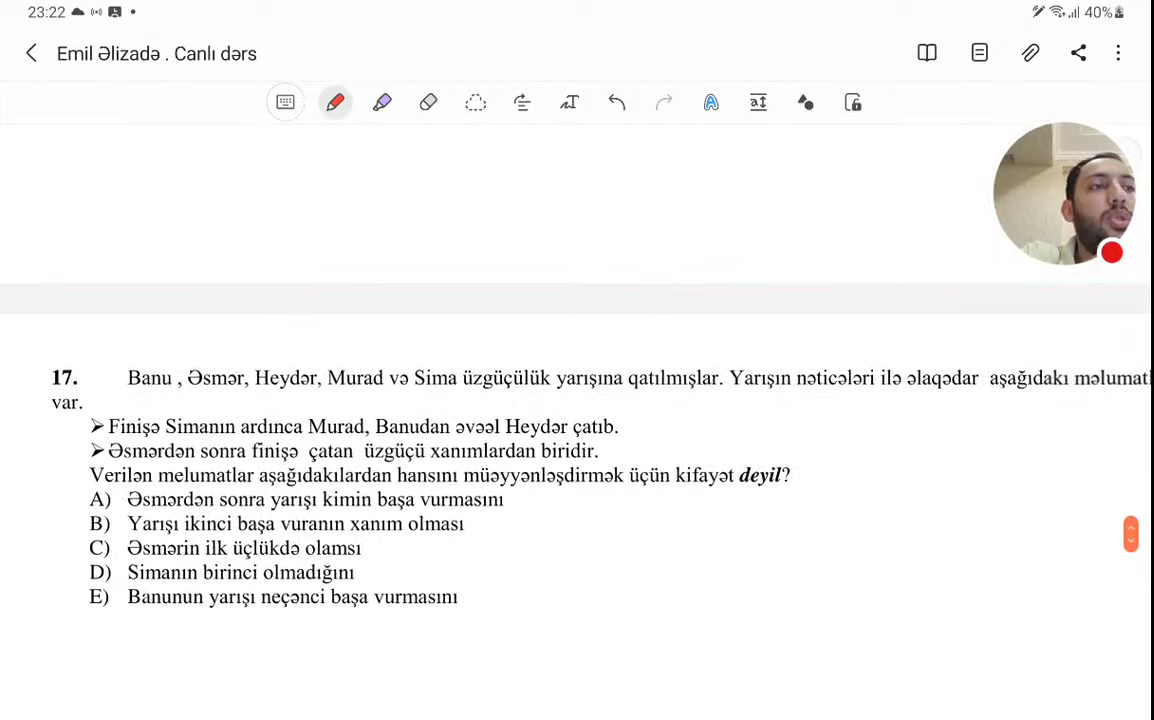 23:22
40%
Emil Əlizadə . Canlı dərs
17. Banu , Əsmər, Heydər, Murad və Sima üzgüçülük yarışına qatılmışlar. Yarışın nəticələri ilə əlaqədar aşağıdakı məlumatl
var.
➢ Finişə Simanın ardınca Murad, Banudan əvəəl Heydər çatıb.
➢ Əsmərdən sonra finişə çatan üzgüçü xanımlardan biridir.
Verilən melumatlar aşağıdakılardan hansını müəyyənləşdirmək üçün kifayət deyil?
A) Əsmərdən sonra yarışı kimin başa vurmasını
B) Yarışı ikinci başa vuranın xanım olması
C) Əsmərin ilk üçlükdə olamsı
D) Simanın birinci olmadığını
E) Banunun yarışı neçənci başa vurmasını